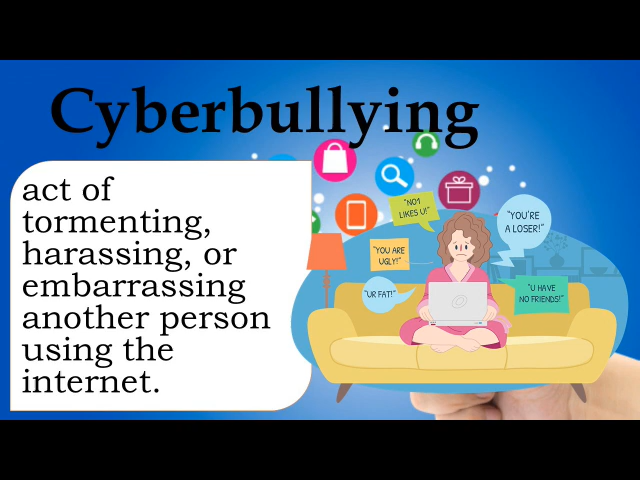 Cyberbullying
act of
tormenting,
harassing, or
embarrassing
another person
using the
internet.
"NO1
LIKES U!"
"YOU'RE
A LOSER!"
"YOU ARE
UGLY!"
"UR FAT!"
"U HAVE
NO FRIENDS!"